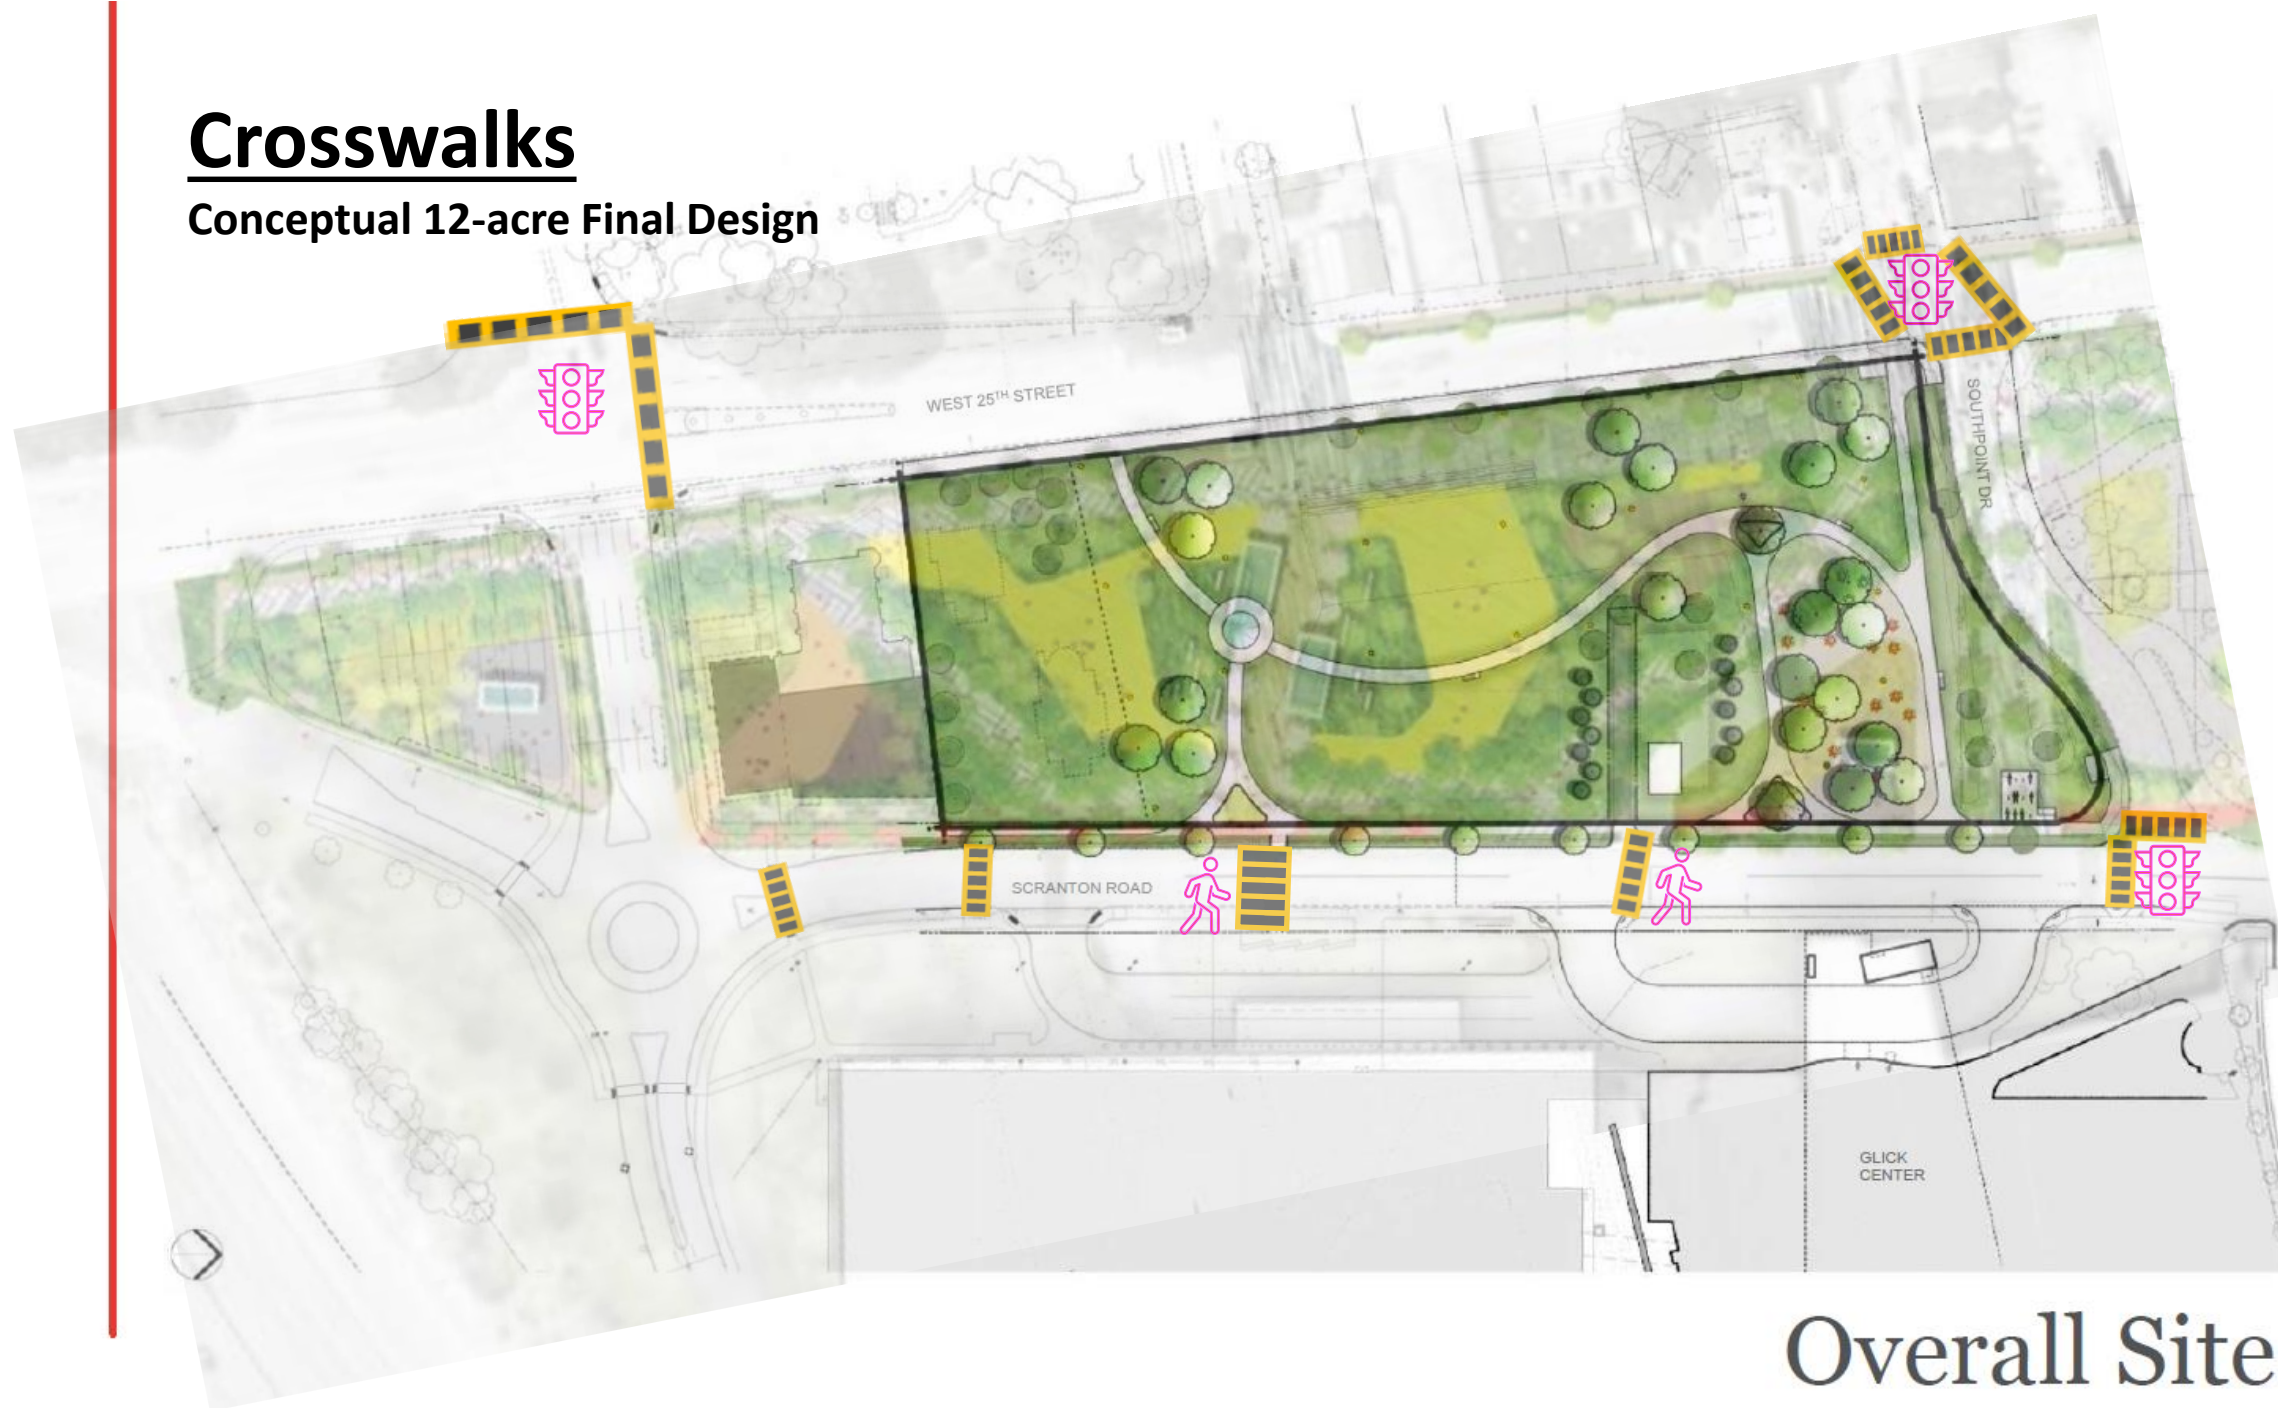 Crosswalks
Conceptual 12-acre Final Design
WEST 25TH STREET
SOUTHPOINT DR
SCRANTON ROAD
GLICK
CENTER
Overall Site